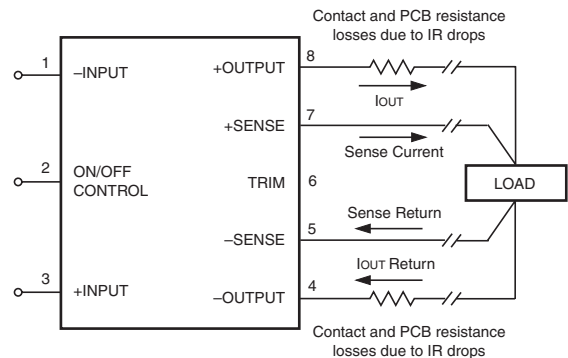 Contact and PCB resistance
losses due to IR drops
1
–INPUT
+OUTPUT
8
IOUT
7
+SENSE
Sense Current
2
ON/OFF
CONTROL
TRIM
6
LOAD
Sense Return
5
–SENSE
IOUT Return
3
+INPUT
–OUTPUT
4
Contact and PCB resistance
losses due to IR drops